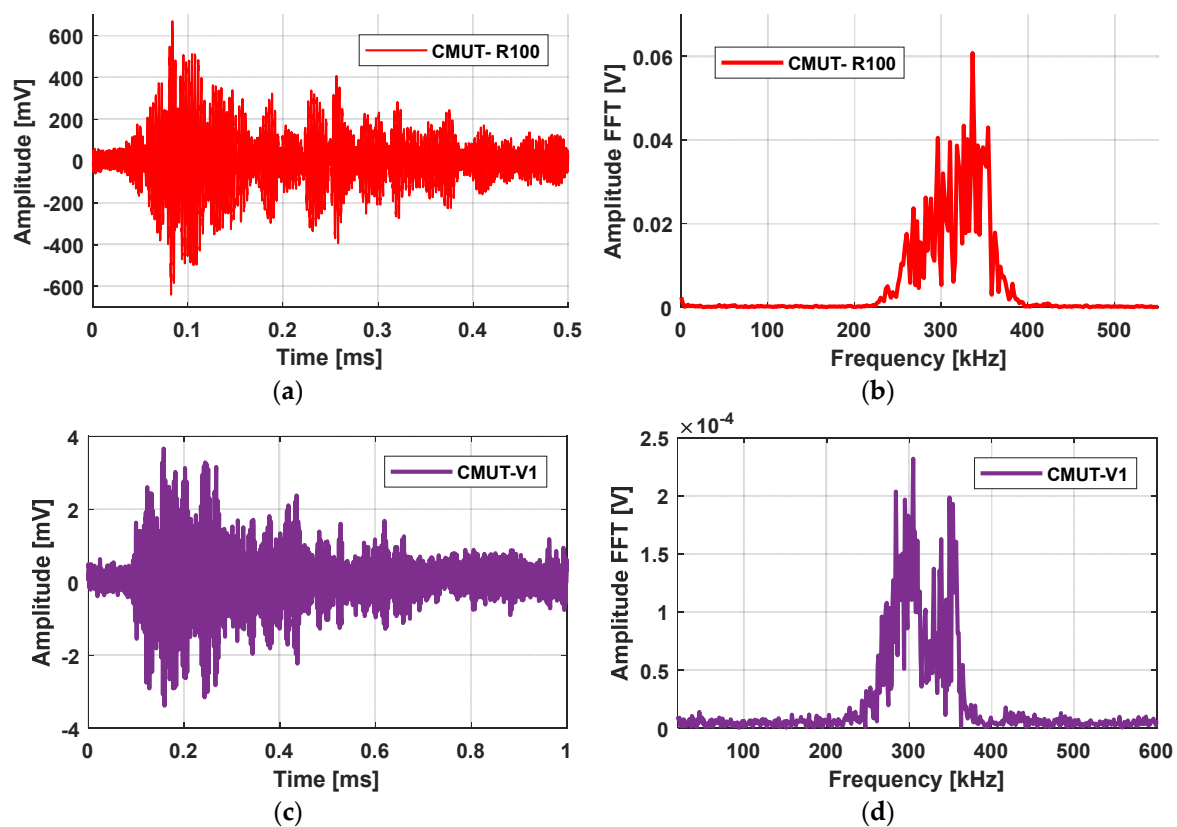 CMUT- R100
Amplitude [mV]
600
400
200
0
-200
-400
-600
0
0.1
0.2
0.3
0.4
0.5
Time [ms]
(a)
CMUT- R100
Amplitude FFT [V]
0.06
0.04
0.02
0
0
100
200
300
400
500
Frequency [kHz]
(b)
CMUT-V1
Amplitude [mV]
4
2
0
-2
-4
0
0.2
0.4
0.6
0.8
1
Time [ms]
(c)
×10-4
CMUT-V1
Amplitude FFT [V]
2.5
2
1.5
1
0.5
0
100
200
300
400
500
600
Frequency [kHz]
(d)